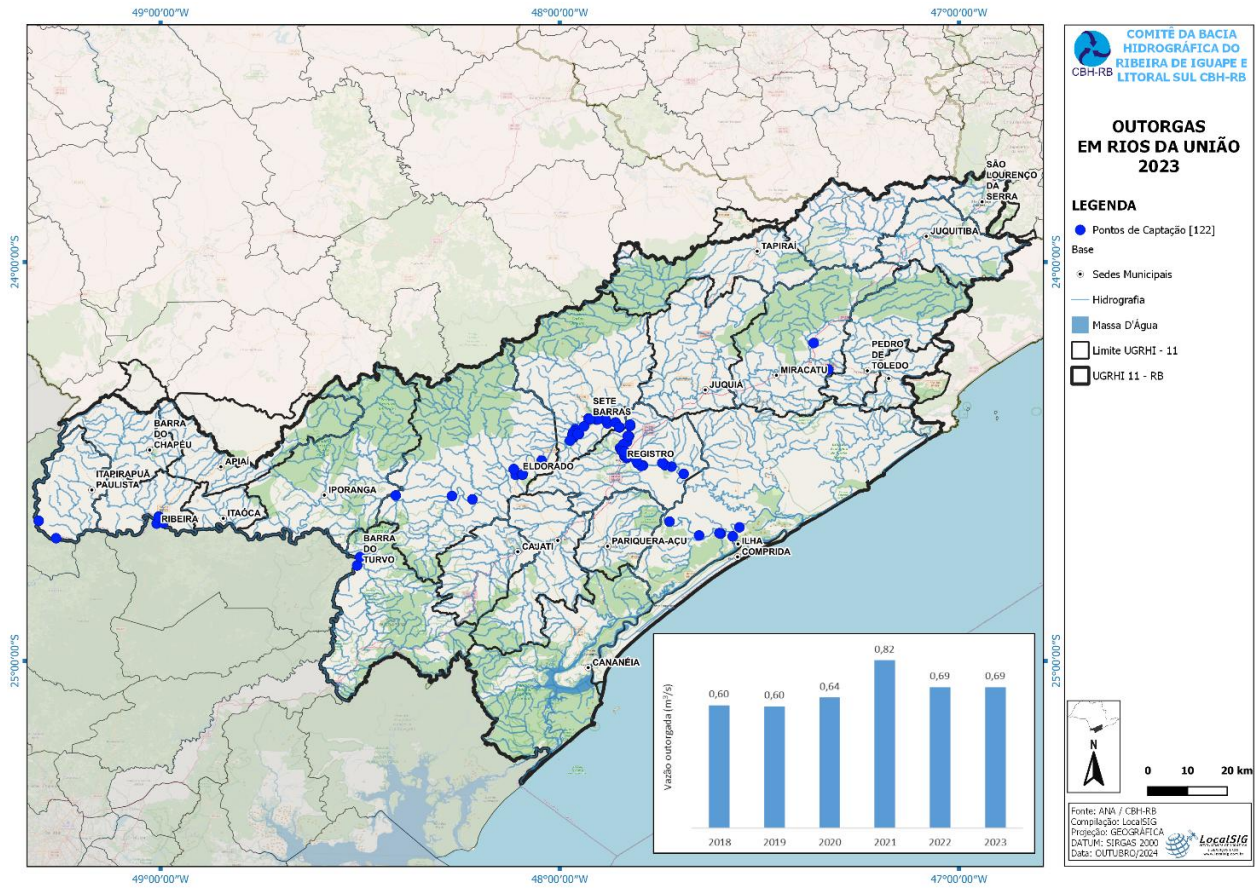 49°00'00"W
48°00'00"W
47°00'00"W
24°00'00"S
25°00'00"S
24°00'00"S
25°00'00"S
49°00'00"W
48°00'00"W
47°00'00"W
SÃO
LOURENÇO
DA
SERRA
JUQUITIBA
TAPIRAÍ
PEDRO
DE
TOLEDO
MIRACATU
JUQUIÁ
SETE
BARRAS
REGISTRO
ELDORADO
BARRA
DO
CHAPÉU
APIAÍ
ITAPIRAPUÃ
PAULISTA
IPORANGA
RIBEIRA
ITAÓCA
BARRA
DO
TURVO
CAJATI
PARIQUERA-AÇU
ILHA
COMPRIDA
CANANÉIA
Vazão outorgada (m³/s)
0,60
0,60
0,64
0,82
0,69
0,69
2018
2019
2020
2021
2022
2023
CBH-RB
COMITÊ DA BACIA
HIDROGRÁFICA DO
RIBEIRA DE IGUAPE E
LITORAL SUL CBH-RB
OUTORGAS
EM RIOS DA UNIÃO
2023
LEGENDA
Pontos de Captação [122]
Base
Sedes Municipais
Hidrografia
Massa D'Água
Limite UGRHI - 11
UGRHI 11 - RB
N
0 10 20 km
Fonte: ANA / CBH-RB
Compilação: LocalSIG
Projeção: GEOGRÁFICA
DATUM: SIRGAS 2000
Data: OUTUBRO/2024
LocalSIG